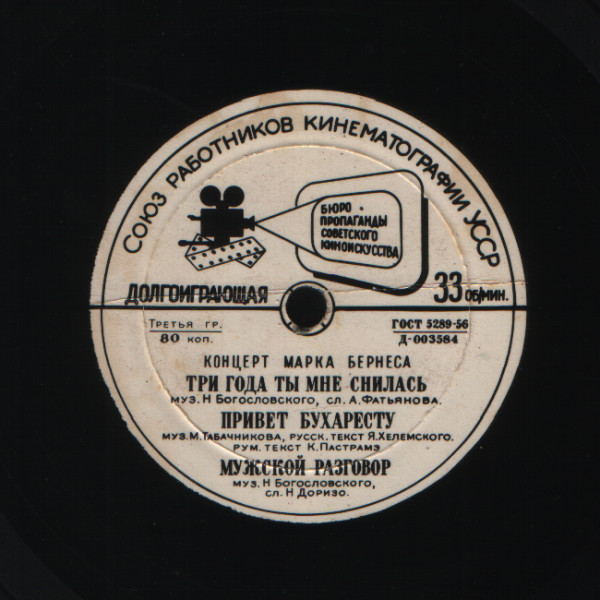 СОЮЗ РАБОТНИКОВ КИНЕМАТОГРАФИИ УССР
БЮРО
ПРОПАГАНДЫ
СОВЕТСКОГО
КИНОИСКУССТВА
ДОЛГОИГРАЮЩАЯ
33 ОБ/МИН.
Третья гр.
80 коп.
ГОСТ 5289-56
Д-003584
КОНЦЕРТ МАРКА БЕРНЕСА
ТРИ ГОДА ТЫ МНЕ СНИЛАСЬ
муз. Н Богословского, сл. А.Фатьянова.
ПРИВЕТ БУХАРЕСТУ
муз.М.Табачникова, русск. текст Я.Хелемского.
рум. текст К.Пастрамэ
МУЖСКОЙ РАЗГОВОР
муз. Н Богословского,
сл. Н Доризо.